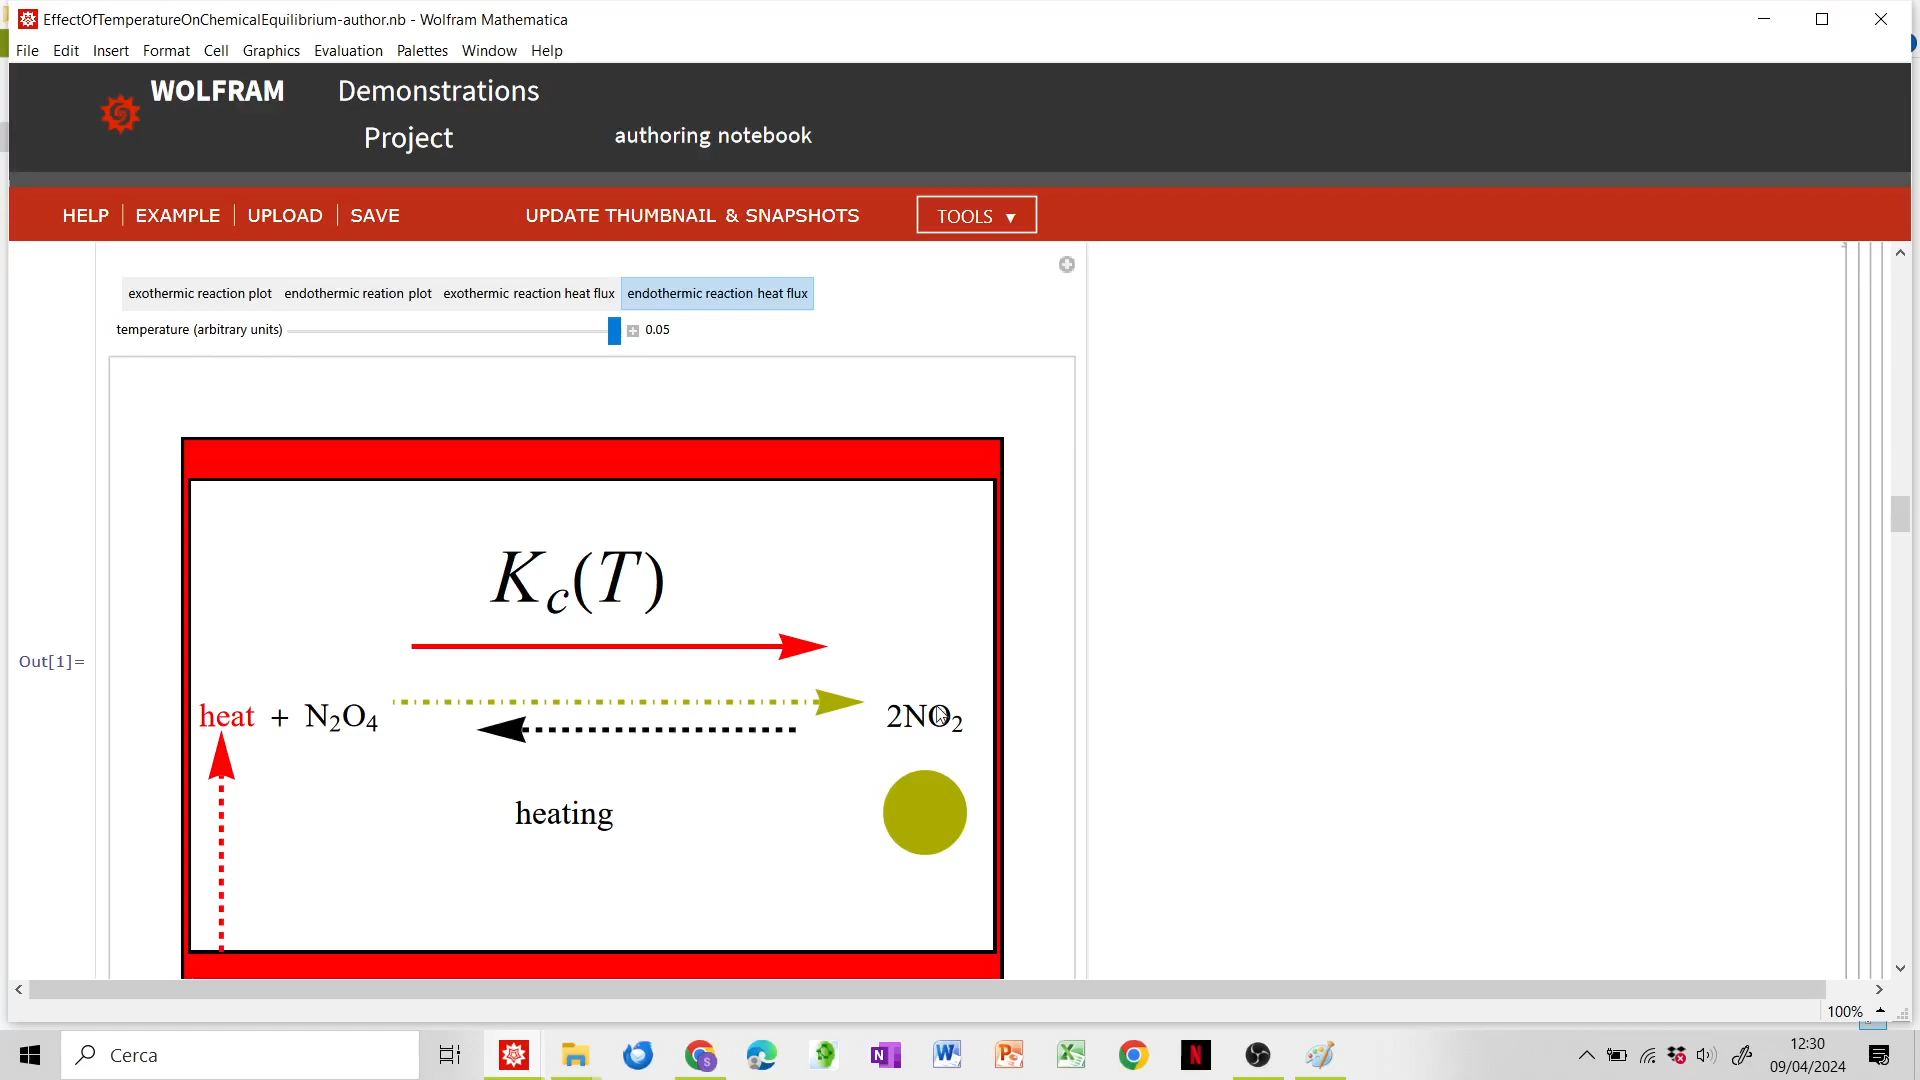 EffectOfTemperatureOnChemicalEquilibrium-author.nb - Wolfram Mathematica
File Edit Insert Format Cell Graphics Evaluation Palettes Window Help
WOLFRAM Demonstrations
Project authoring notebook
HELP | EXAMPLE | UPLOAD | SAVE UPDATE THUMBNAIL & SNAPSHOTS TOOLS ▼
exothermic reaction plot endothermic reation plot exothermic reaction heat flux endothermic reaction heat flux
temperature (arbitrary units) 0.05
K_c(T)
Out[1]=
heat + N₂O₄ 2NO₂
heating
100%
Cerca
12:30
09/04/2024